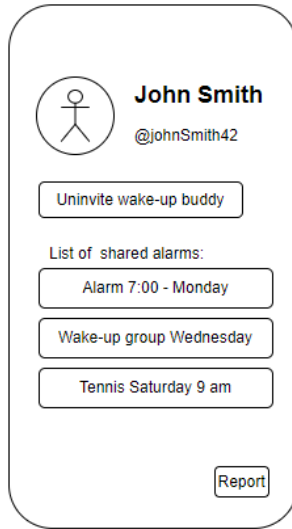 John Smith
@johnSmith42
Uninvite wake-up buddy
List of shared alarms:
Alarm 7:00 - Monday
Wake-up group Wednesday
Tennis Saturday 9 am
Report